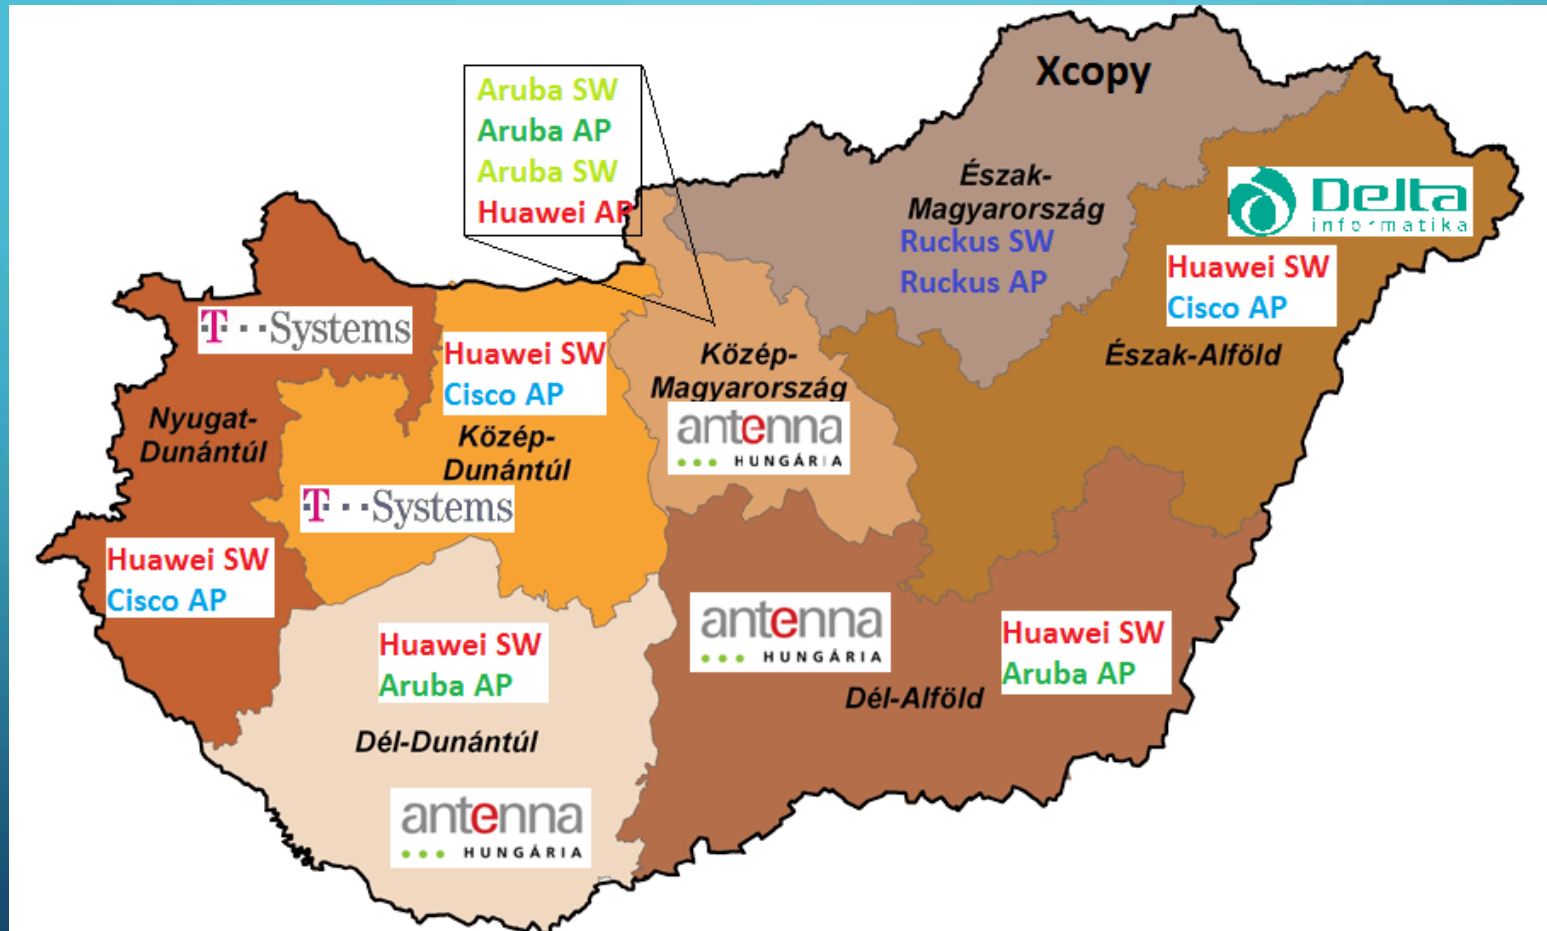 Xcopy
Aruba SW
Aruba AP
Aruba SW
Huawei AP
Észak-
Magyarország
Ruckus SW
Ruckus AP
Delta
informatika
Huawei SW
Cisco AP
Észak-Alföld
T··Systems
Nyugat-
Dunántúl
Huawei SW
Cisco AP
Huawei SW
Cisco AP
Közép-
Dunántúl
T··Systems
Közép-
Magyarország
antenna
HUNGÁRIA
antenna
HUNGÁRIA
Huawei SW
Aruba AP
Dél-Alföld
Huawei SW
Aruba AP
Dél-Dunántúl
antenna
HUNGÁRIA